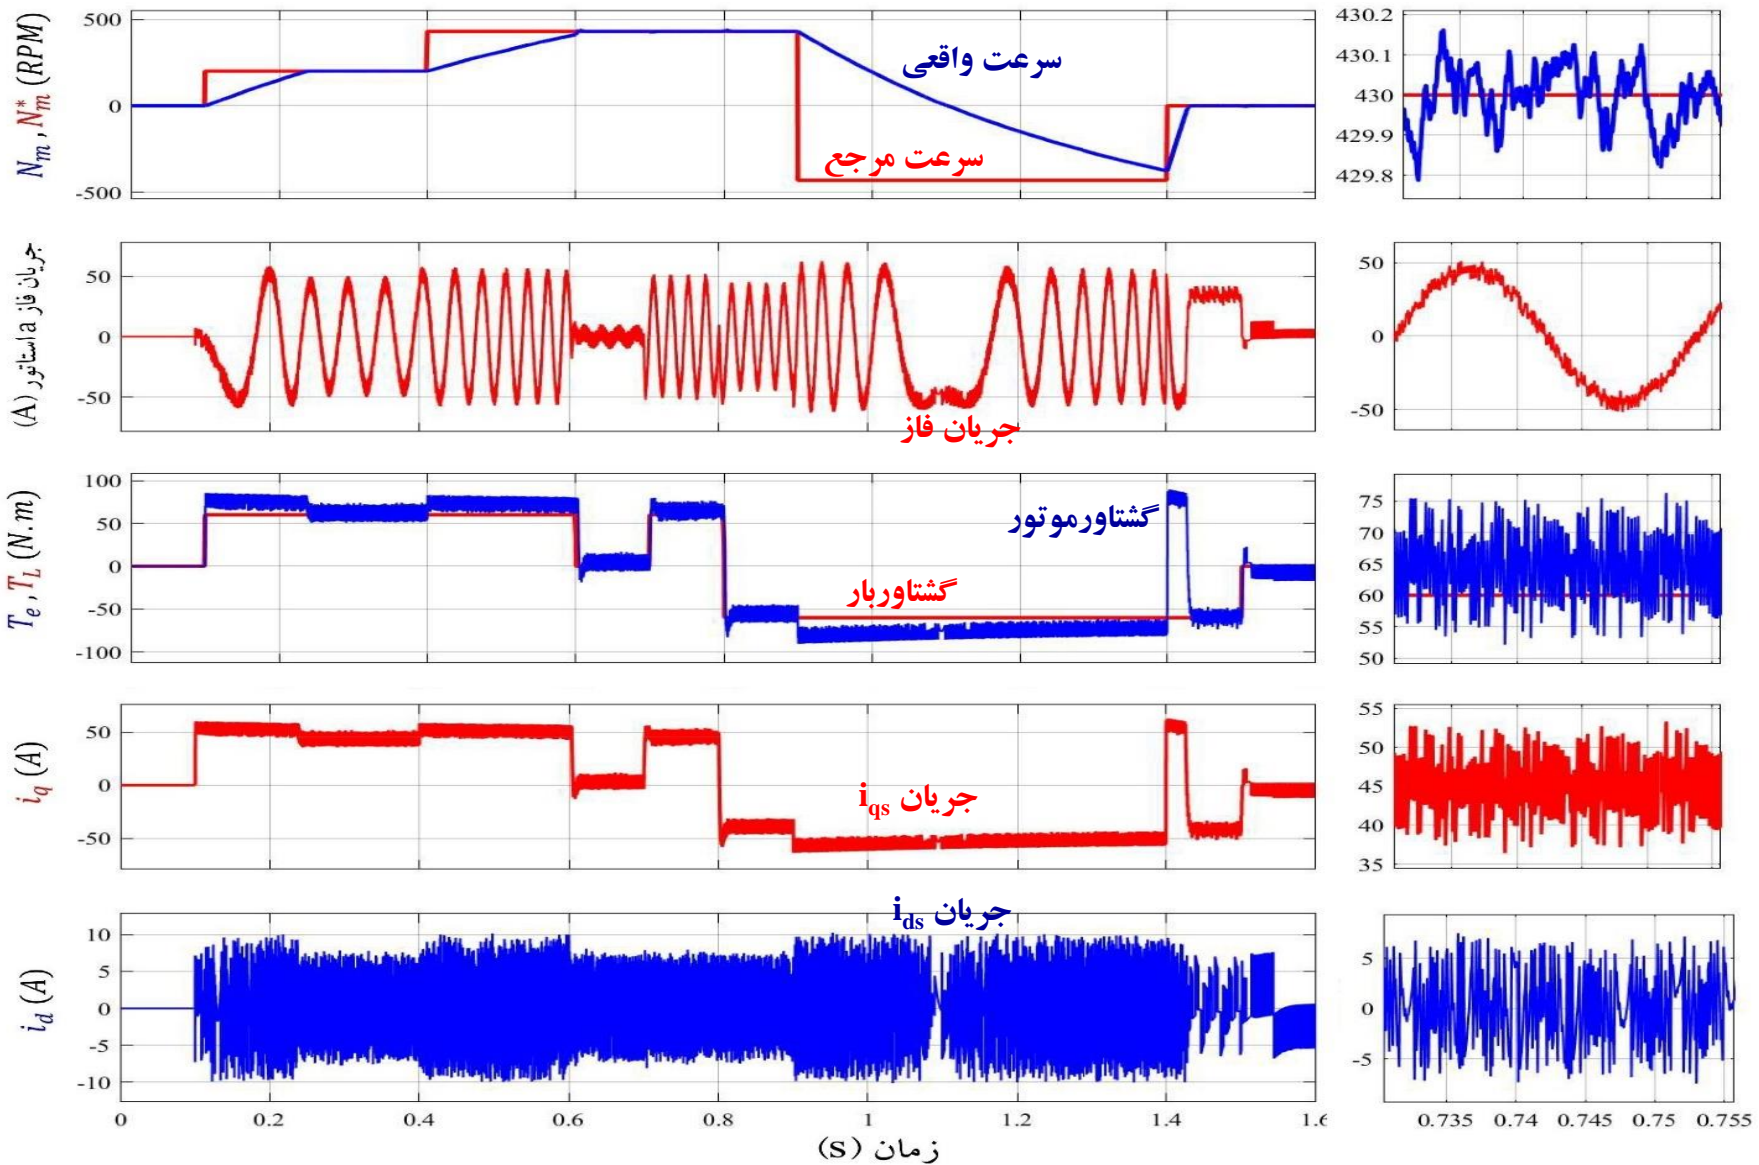 N_m , N*_m (RPM)
500
0
-500
سرعت واقعی
سرعت مرجع
430.2
430.1
430
429.9
429.8
جریان فاز a استاتور (A)
50
0
-50
جریان فاز
50
0
-50
T_e , T_L (N.m)
100
50
0
-50
-100
گشتاورموتور
گشتاوربار
75
70
65
60
55
50
i_q (A)
50
0
-50
جریان i_qs
55
50
45
40
35
i_d (A)
10
5
0
-5
-10
جریان i_ds
5
0
-5
0 0.2 0.4 0.6 0.8 1 1.2 1.4 1.6
0.735 0.74 0.745 0.75 0.755
زمان (S)